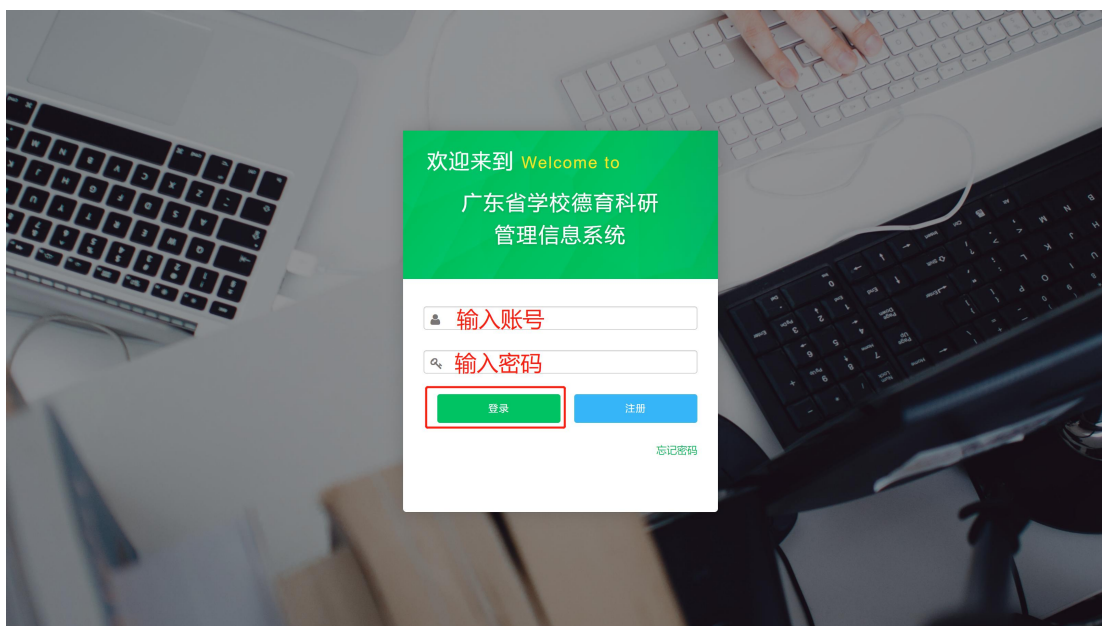 欢迎来到 Welcome to
广东省学校德育科研
管理信息系统
输入账号
输入密码
登录
注册
忘记密码